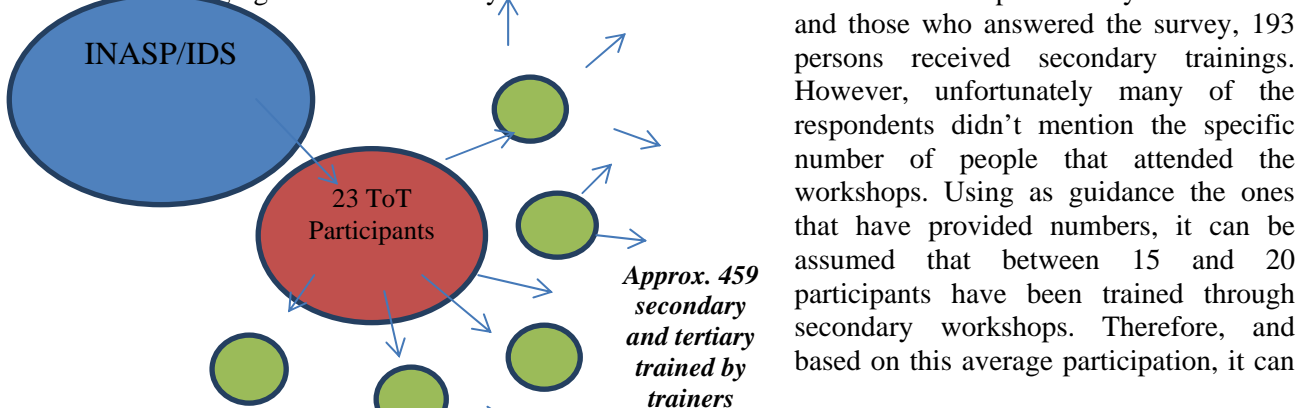 INASP/IDS
23 ToT
Participants
Approx. 459
secondary
and tertiary
trained by
trainers
and those who answered the survey, 193
persons received secondary trainings.
However, unfortunately many of the
respondents didn’t mention the specific
number of people that attended the
workshops. Using as guidance the ones
that have provided numbers, it can be
assumed that between 15 and 20
participants have been trained through
secondary workshops. Therefore, and
based on this average participation, it can